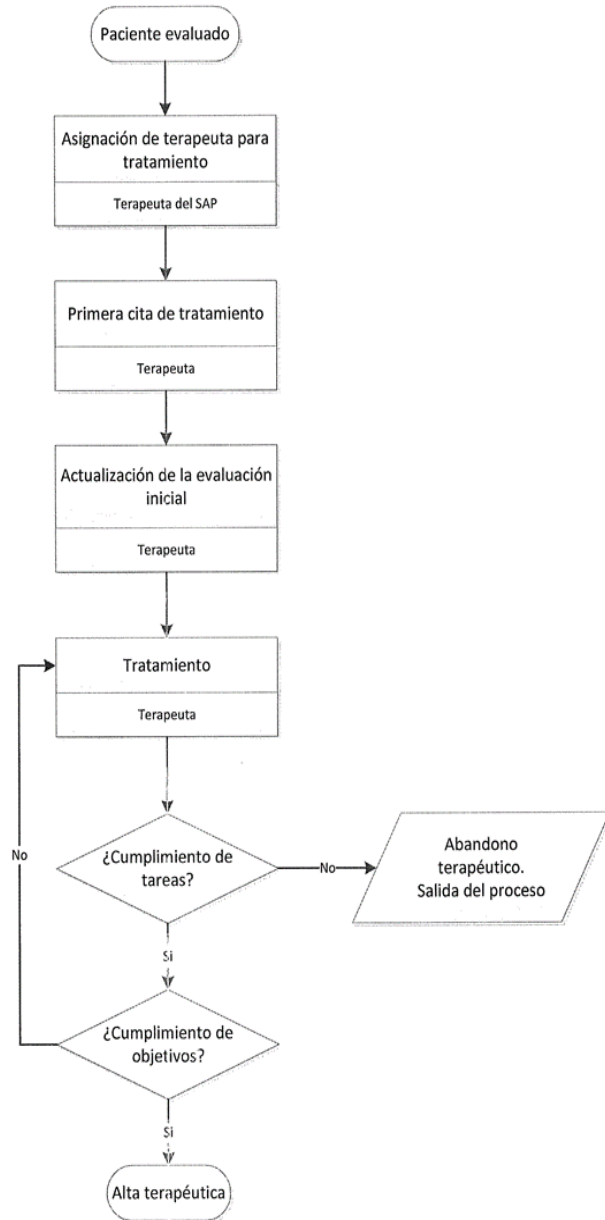 Paciente evaluado
Asignación de terapeuta para
tratamiento
Terapeuta del SAP
Primera cita de tratamiento
Terapeuta
Actualización de la evaluación
inicial
Terapeuta
Tratamiento
Terapeuta
¿Cumplimiento de
tareas?
No
Abandono
terapéutico.
Salida del proceso
No
Si
¿Cumplimiento de
objetivos?
Si
Alta terapéutica